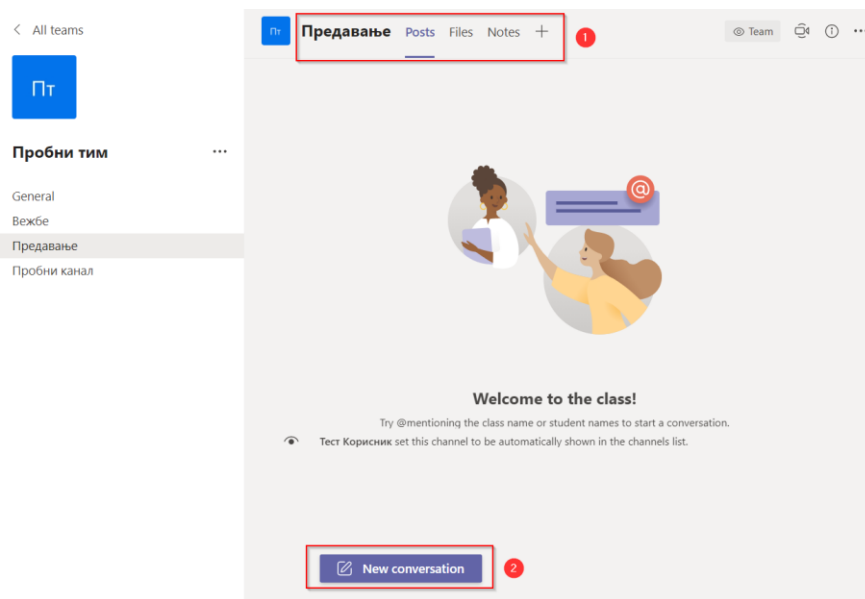 All teams
Пт
Пробни тим
General
Вежбе
Предавање
Пробни канал
Пт Предавање Posts Files Notes + 1 Team
@
Welcome to the class!
Try @mentioning the class name or student names to start a conversation.
Тест Корисник set this channel to be automatically shown in the channels list.
New conversation 2